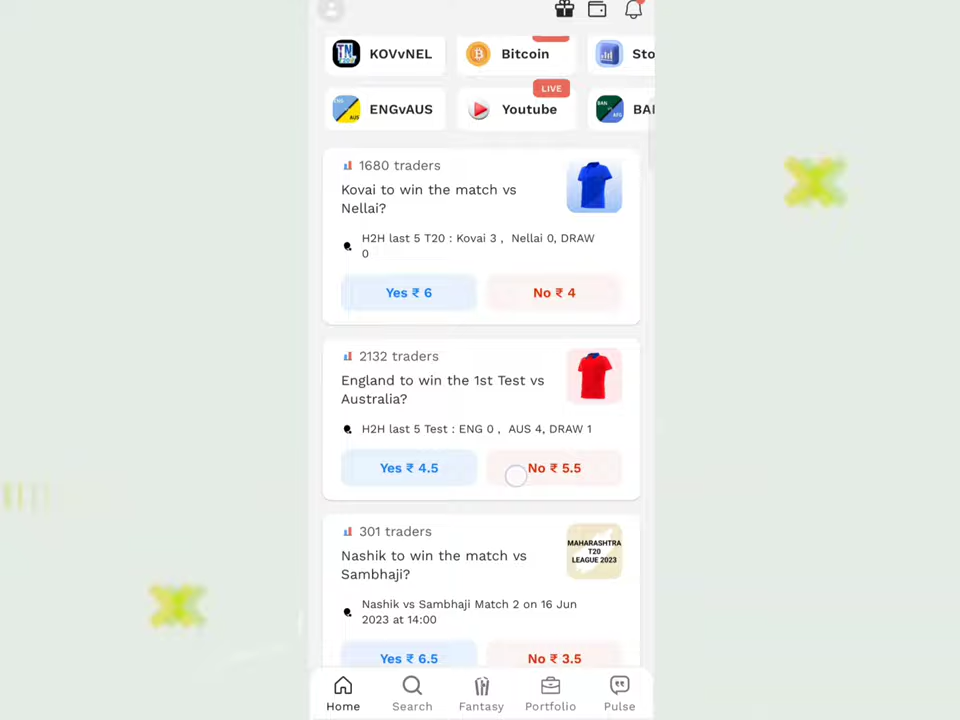 KOVvNEL
Bitcoin
Sto
LIVE
ENGvAUS
Youtube
1680 traders
Kovai to win the match vs
Nellai?
H2H last 5 T20 : Kovai 3 , Nellai 0, DRAW
0
Yes ₹ 6
No ₹ 4
2132 traders
England to win the 1st Test vs
Australia?
H2H last 5 Test : ENG 0 , AUS 4, DRAW 1
Yes ₹ 4.5
No ₹ 5.5
301 traders
Nashik to win the match vs
Sambhaji?
MAHARASHTRA
T20
LEAGUE 2023
Nashik vs Sambhaji Match 2 on 16 Jun
2023 at 14:00
Yes ₹ 6.5
No ₹ 3.5
Home
Search
Fantasy
Portfolio
Pulse